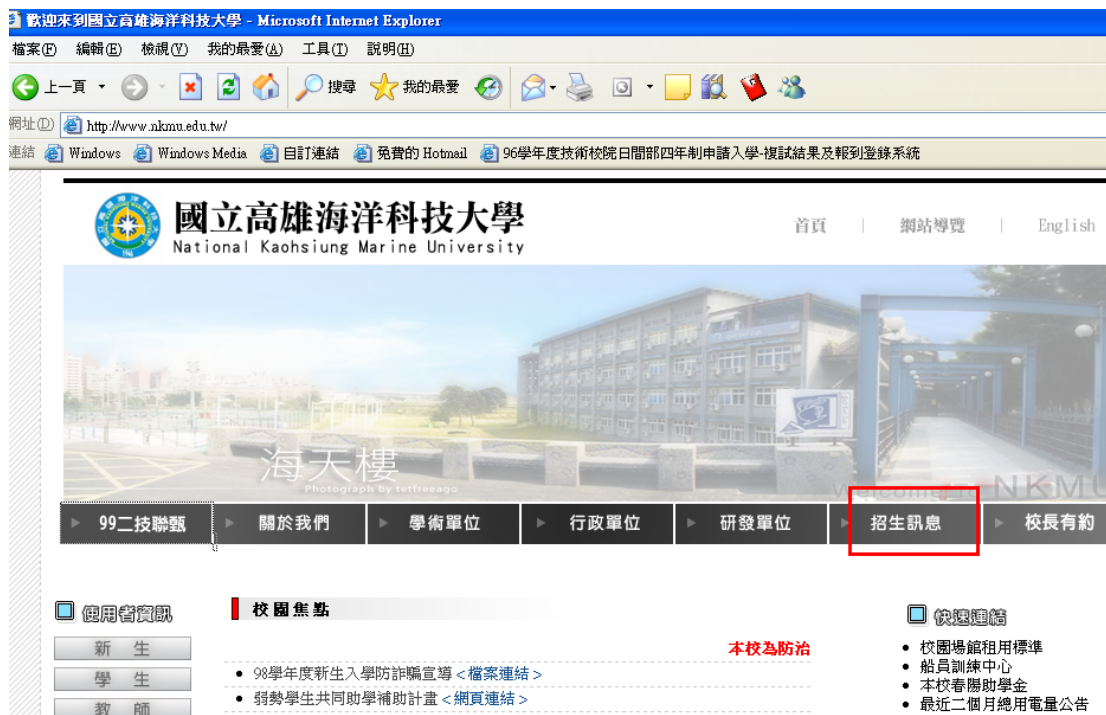 歡迎來到國立高雄海洋科技大學 - Microsoft Internet Explorer
檔案(F) 編輯(E) 檢視(V) 我的最愛(A) 工具(T) 說明(H)
上一頁 搜尋 我的最愛
網址(D) http://www.nkmu.edu.tw/
連結 Windows Windows Media 自訂連結 免費的 Hotmail 96學年度技術校院日間部四年制申請入學-複試結果及報到登錄系統
國立高雄海洋科技大學
National Kaohsiung Marine University
首頁 | 網站導覽 | English
海天樓
Photograph by tetfreeago
Welcome to NKMU
99二技聯甄 關於我們 學術單位 行政單位 研發單位 招生訊息 校長有約
使用者資訊
新 生
學 生
教 師
校園焦點
本校為防治
98學年度新生入學防詐騙宣導 <檔案連結>
弱勢學生共同助學補助計畫 <網頁連結>
快速連結
校園場館租用標準
船員訓練中心
本校春陽助學金
最近二個月總用電量公告